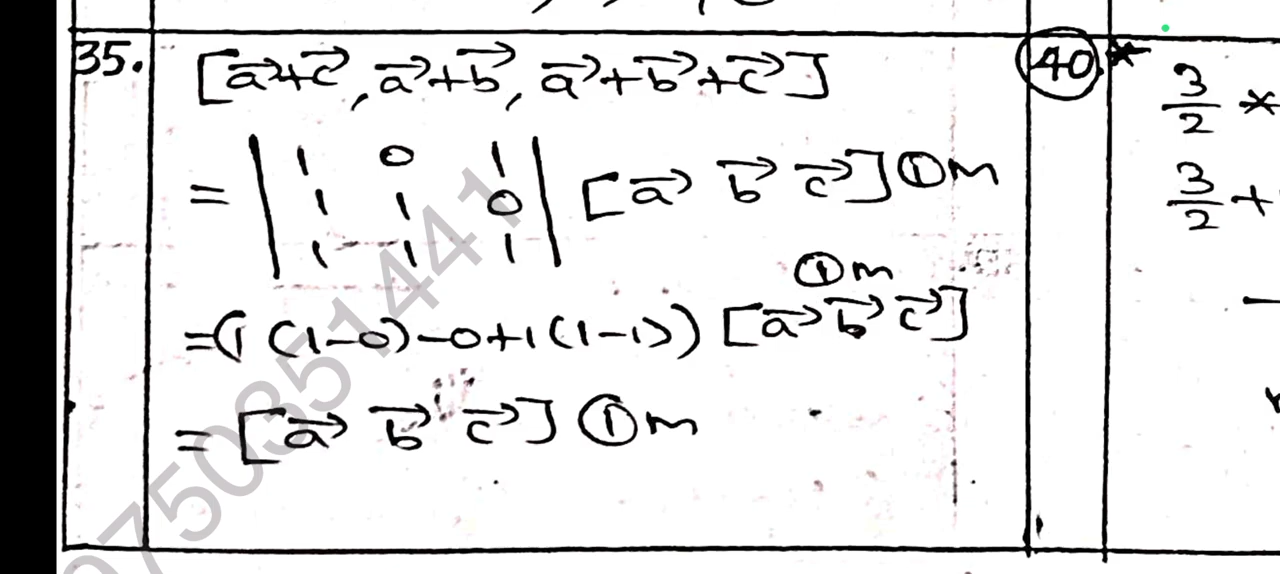 35.
[a⃗+c⃗, a⃗+b⃗, a⃗+b⃗+c⃗]
= | 1 0 1 |
| 1 1 0 | [a⃗ b⃗ c⃗] ①m
| 1 1 1 |
①m
=(1(1-0)-0+1(1-1)) [a⃗ b⃗ c⃗]
= [a⃗ b⃗ c⃗] ①m
40.*
3/2 *
3/2 +
9750351441